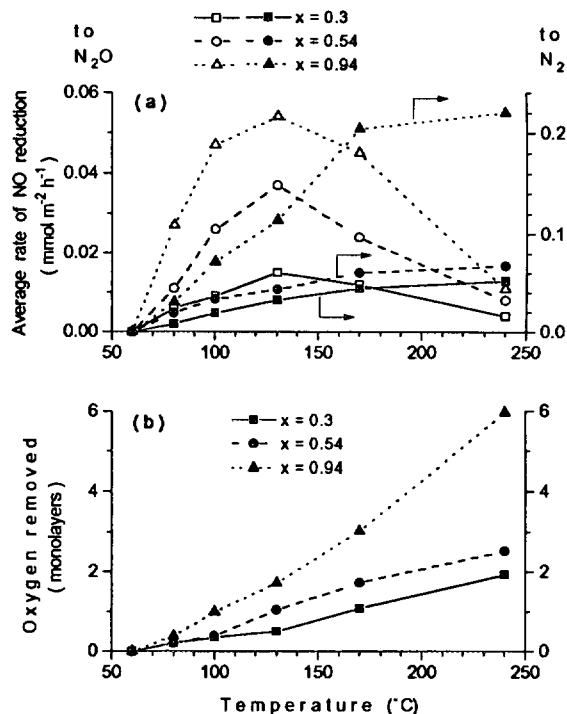 to
N2O
x = 0.3
x = 0.54
x = 0.94
to
N2
(a)
Average rate of NO reduction
(mmol m-2 h-1)
0.06
0.04
0.02
0.00
0.2
0.1
0.0
50 100 150 200 250
(b)
x = 0.3
x = 0.54
x = 0.94
Oxygen removed
(monolayers)
6
4
2
0
6
4
2
0
50 100 150 200 250
Temperature (°C)